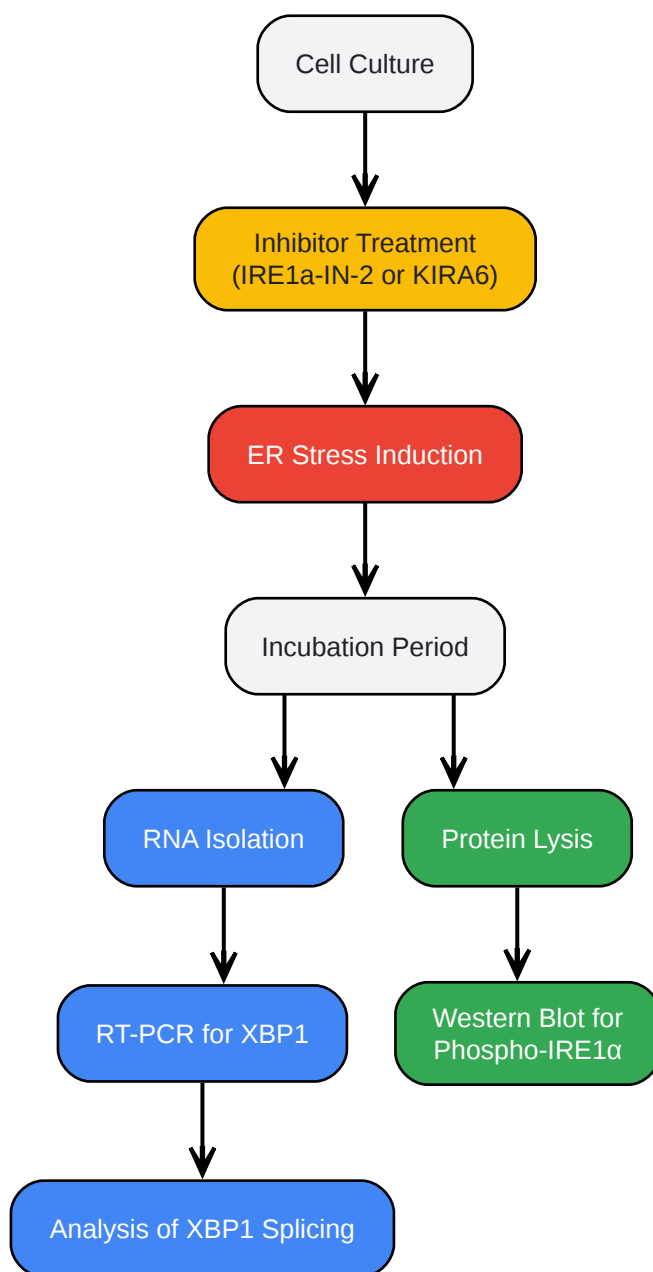 Cell Culture
Inhibitor Treatment
(IRE1a-IN-2 or KIRA6)
ER Stress Induction
Incubation Period
RNA Isolation
Protein Lysis
RT-PCR for XBP1
Western Blot for
Phospho-IRE1α
Analysis of XBP1 Splicing